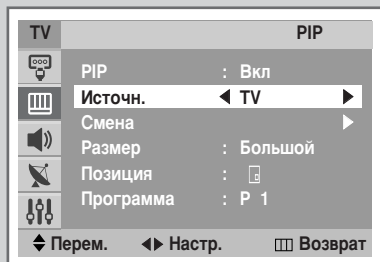 TV PIP
PIP : Вкл
Источн. ◀ TV ▶
Смена ▶
Размер : Большой
Позиция :
Программа : P 1
Перем. Настр. Возврат